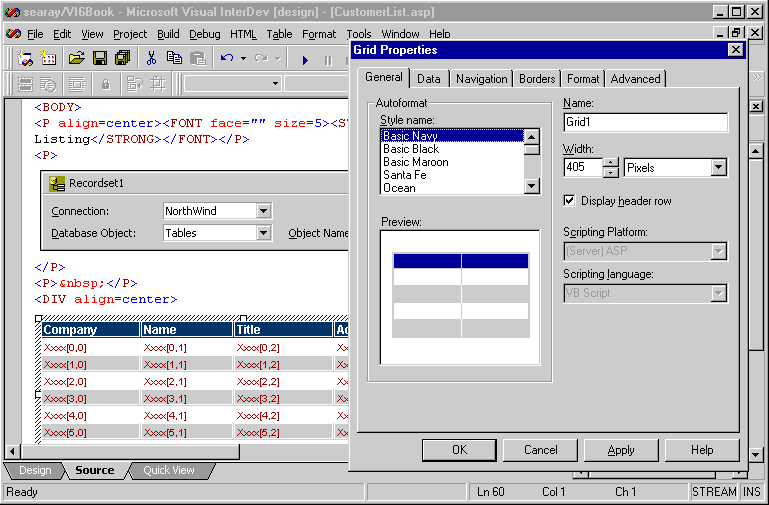 searay/VI6Book - Microsoft Visual InterDev [design] - [CustomerList.asp]
File Edit View Project Build Debug HTML Table Format Tools Window Help
<BODY>
<P align=center><FONT face="" size=5><ST
Listing</STRONG></FONT></P>
<P>
Recordset1
Connection: NorthWind
Database Object: Tables Object Name
</P>
<P>&nbsp;</P>
<DIV align=center>
Company Name Title Ad
Xxxx[0,0] Xxxx[0,1] Xxxx[0,2] Xx
Xxxx[1,0] Xxxx[1,1] Xxxx[1,2] Xx
Xxxx[2,0] Xxxx[2,1] Xxxx[2,2] Xx
Xxxx[3,0] Xxxx[3,1] Xxxx[3,2] Xx
Xxxx[4,0] Xxxx[4,1] Xxxx[4,2] Xx
Xxxx[5,0] Xxxx[5,1] Xxxx[5,2] Xx
Design Source Quick View
Ready Ln 60 Col 1 Ch 1 STREAM INS
Grid Properties
General Data Navigation Borders Format Advanced
Autoformat
Style name:
Basic Navy
Basic Black
Basic Maroon
Santa Fe
Ocean
Preview:
Name:
Grid1
Width:
405 Pixels
Display header row
Scripting Platform:
(Server) ASP
Scripting language:
VB Script
OK Cancel Apply Help